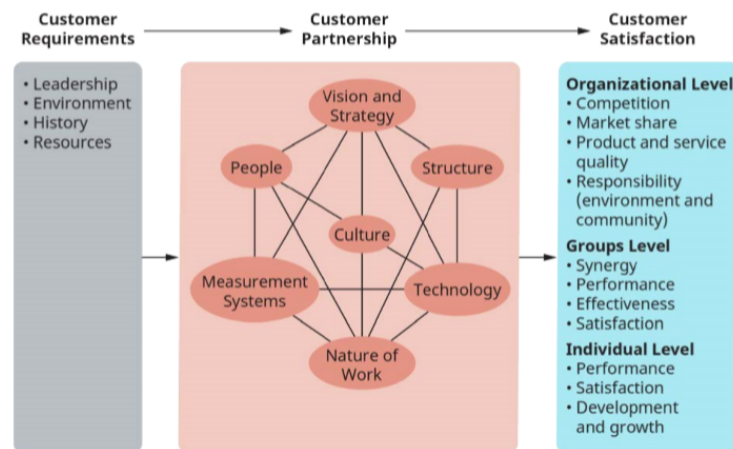 Customer
Requirements
Customer
Partnership
Customer
Satisfaction
• Leadership
• Environment
• History
• Resources
Vision and
Strategy
People
Structure
Culture
Measurement
Systems
Technology
Nature of
Work
Organizational Level
• Competition
• Market share
• Product and service
quality
• Responsibility
(environment and
community)
Groups Level
• Synergy
• Performance
• Effectiveness
• Satisfaction
Individual Level
• Performance
• Satisfaction
• Development
and growth